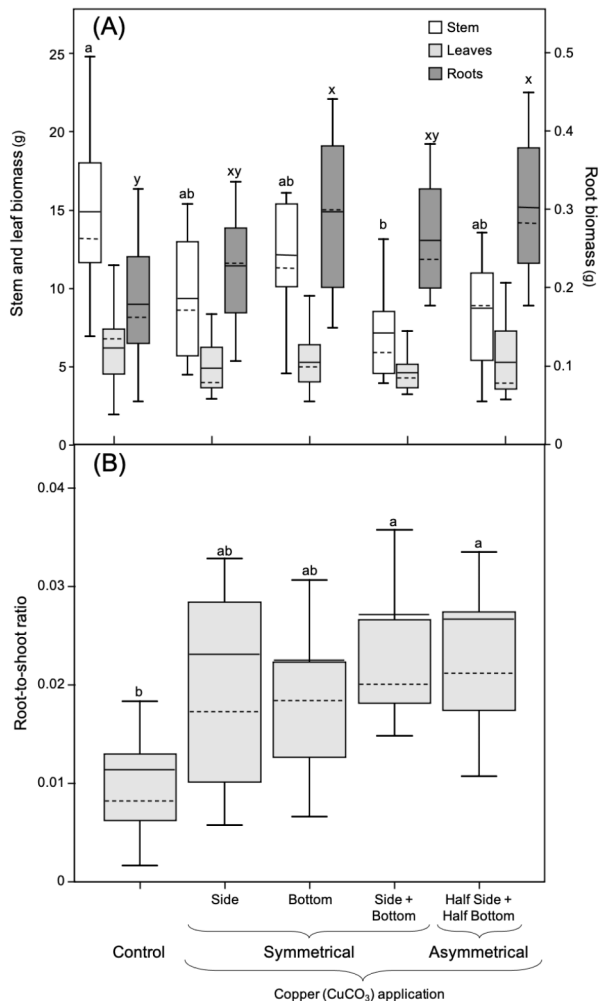 (A)
Stem
Leaves
Roots
Stem and leaf biomass (g)
25
20
15
10
5
0
Root biomass (g)
0.5
0.4
0.3
0.2
0.1
0
a
y
ab
xy
ab
x
b
xy
ab
x
(B)
Root-to-shoot ratio
0.04
0.03
0.02
0.01
0
b
ab
ab
a
a
Side
Bottom
Side +
Bottom
Half Side +
Half Bottom
Control
Symmetrical
Asymmetrical
Copper (CuCO₃) application